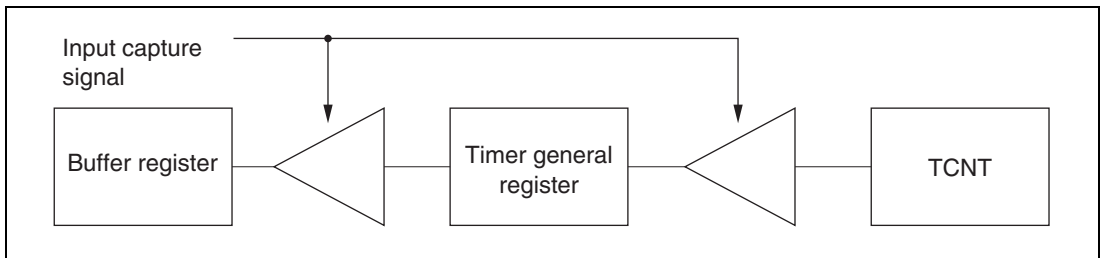 Input capture
signal
Buffer register
Timer general
register
TCNT